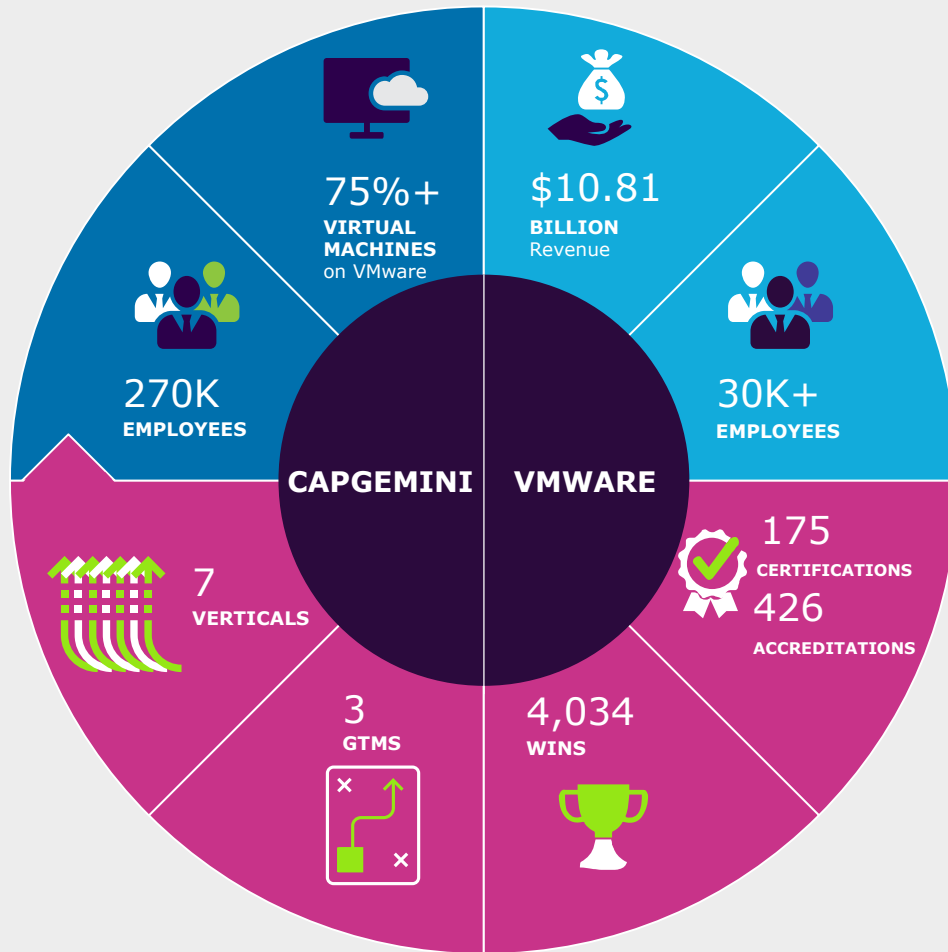 75%+
VIRTUAL
MACHINES
on VMware
$10.81
BILLION
Revenue
$
270K
EMPLOYEES
30K+
EMPLOYEES
CAPGEMINI
VMWARE
7
VERTICALS
175
CERTIFICATIONS
426
ACCREDITATIONS
3
GTMS
4,034
WINS